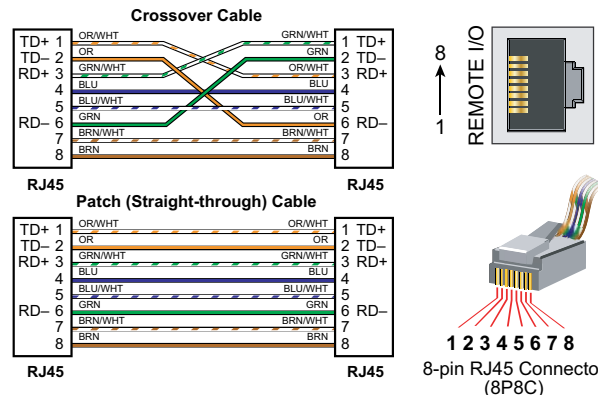 Crossover Cable
TD+ 1 OR/WHT GRN/WHT 1 TD+
TD– 2 OR GRN 2 TD–
RD+ 3 GRN/WHT OR/WHT 3 RD+
4 BLU BLU 4
5 BLU/WHT BLU/WHT 5
RD– 6 GRN OR 6 RD–
7 BRN/WHT BRN/WHT 7
8 BRN BRN 8
RJ45 RJ45
8
1
REMOTE I/O
Patch (Straight-through) Cable
TD+ 1 OR/WHT OR/WHT 1 TD+
TD– 2 OR OR 2 TD–
RD+ 3 GRN/WHT GRN/WHT 3 RD+
4 BLU BLU 4
5 BLU/WHT BLU/WHT 5
RD– 6 GRN GRN 6 RD–
7 BRN/WHT BRN/WHT 7
8 BRN BRN 8
RJ45 RJ45
1 2 3 4 5 6 7 8
8-pin RJ45 Connecto
(8P8C)